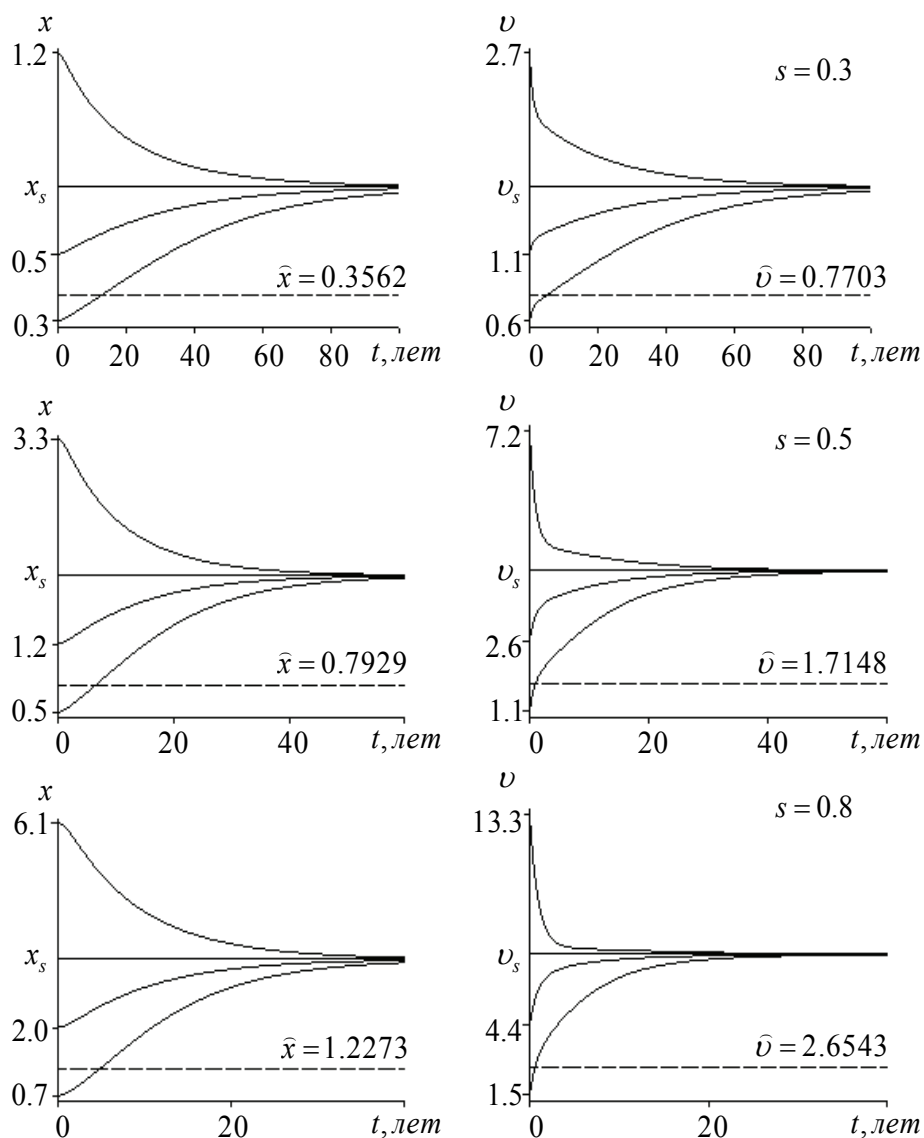 x
1.2
x_s
0.5
0.3
x̂ = 0.3562
0 20 40 60 80 t, лет
υ
2.7
s = 0.3
υ_s
1.1
0.6
υ̂ = 0.7703
0 20 40 60 80 t, лет
x
3.3
x_s
1.2
0.5
x̂ = 0.7929
0 20 40 t, лет
υ
7.2
s = 0.5
υ_s
2.6
1.1
υ̂ = 1.7148
0 20 40 t, лет
x
6.1
x_s
2.0
0.7
x̂ = 1.2273
0 20 t, лет
υ
13.3
s = 0.8
υ_s
4.4
1.5
υ̂ = 2.6543
0 20 t, лет